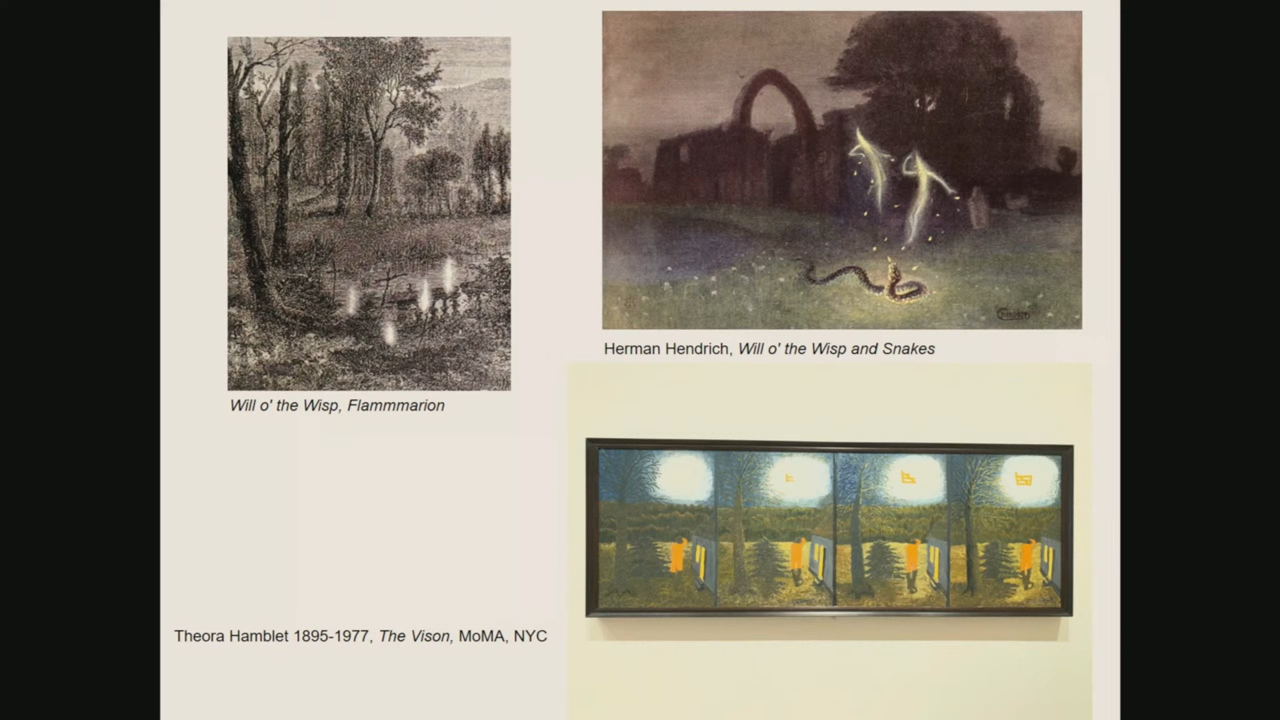 Will o' the Wisp, Flammmarion
Herman Hendrich, Will o' the Wisp and Snakes
Theora Hamblet 1895-1977, The Vison, MoMA, NYC